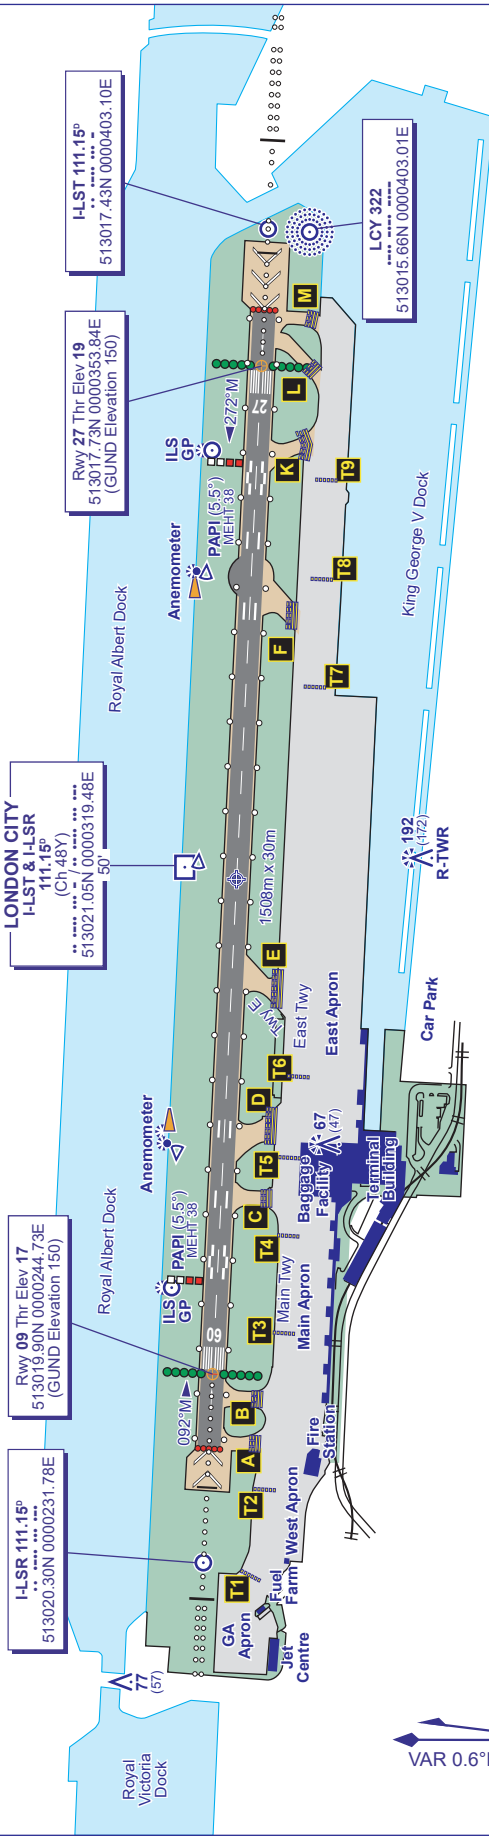 Royal
Victoria
Dock
77
(57)
I-LSR 111.15ᴰ
513020.30N 0000231.78E
Rwy 09 Thr Elev 17
513019.90N 0000244.73E
(GUND Elevation 150)
Royal Albert Dock
Anemometer
LONDON CITY
I-LST & I-LSR
111.15ᴰ
(Ch 48Y)
513021.05N 0000319.48E
50'
Royal Albert Dock
Anemometer
Rwy 27 Thr Elev 19
513017.73N 0000353.84E
(GUND Elevation 150)
I-LST 111.15ᴰ
513017.43N 0000403.10E
LCY 322
513015.66N 0000403.01E
ILS
GP
PAPI (5.5°)
MEHT 38
092°M
09
1508m x 30m
PAPI (5.5°)
MEHT 38
ILS
GP
272°M
27
A
B
C
D
E
F
K
L
M
Twy E
T1
T2
T3
T4
T5
T6
T7
T8
T9
Main Twy
East Twy
GA
Apron
Jet
Centre
Fuel
Farm
West Apron
Fire
Station
Main Apron
Baggage
Facility
67
(47)
Terminal
Building
East Apron
Car Park
192
(172)
R-TWR
King George V Dock